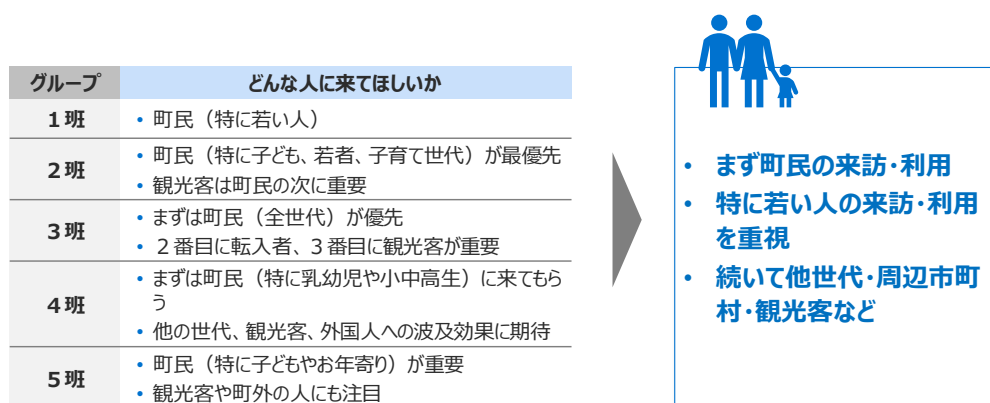 グループ どんな人に来てほしいか
1班 • 町民（特に若い人）
2班 • 町民（特に子ども、若者、子育て世代）が最優先
• 観光客は町民の次に重要
3班 • まずは町民（全世代）が優先
• ２番目に転入者、３番目に観光客が重要
4班 • まずは町民（特に乳幼児や小中高生）に来てもら
う
• 他の世代、観光客、外国人への波及効果に期待
5班 • 町民（特に子どもやお年寄り）が重要
• 観光客や町外の人にも注目
• まず町民の来訪・利用
• 特に若い人の来訪・利用
を重視
• 続いて他世代・周辺市町
村・観光客など